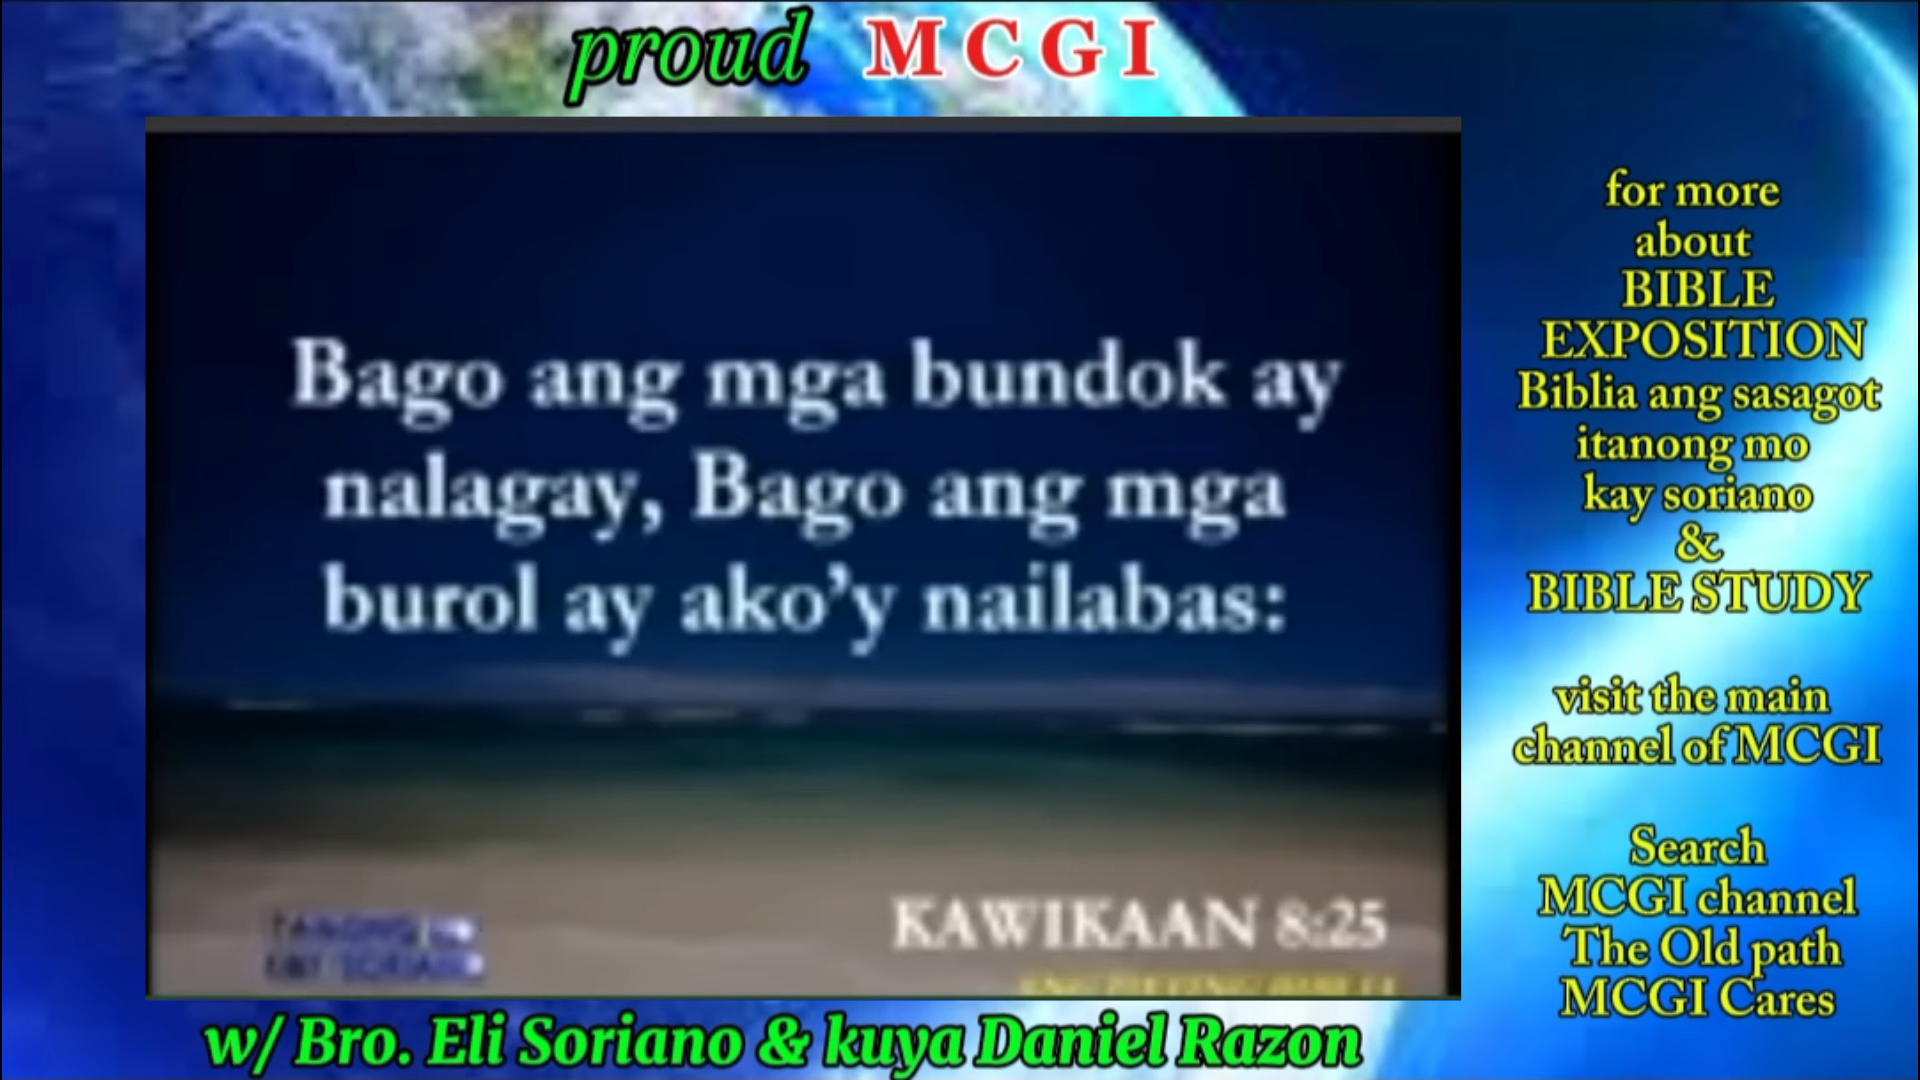 proud MCGI
Bago ang mga bundok ay
nalagay, Bago ang mga
burol ay ako'y nailabas:
KAWIKAAN 8:25
w/ Bro. Eli Soriano & kuya Daniel Razon
for more
about
BIBLE
EXPOSITION
Biblia ang sasagot
itanong mo
kay soriano
&
BIBLE STUDY
visit the main
channel of MCGI
Search
MCGI channel
The Old path
MCGI Cares